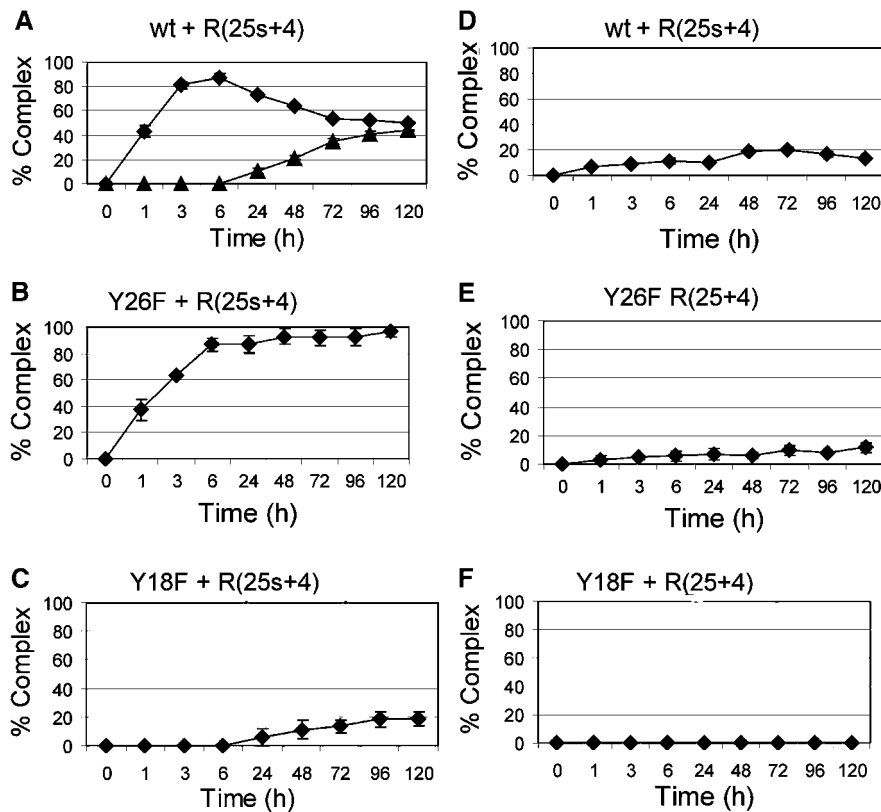 A
wt + R(25s+4)
% Complex
100
80
60
40
20
0
0 1 3 6 24 48 72 96 120
Time (h)
D
wt + R(25s+4)
% Complex
100
80
60
40
20
0
0 1 3 6 24 48 72 96 120
Time (h)
B
Y26F + R(25s+4)
% Complex
100
80
60
40
20
0
0 1 3 6 24 48 72 96 120
Time (h)
E
Y26F R(25+4)
% Complex
100
80
60
40
20
0
0 1 3 6 24 48 72 96 120
Time (h)
C
Y18F + R(25s+4)
% Complex
100
80
40
20
0
0 1 3 6 24 48 72 96 120
Time (h)
F
Y18F + R(25+4)
% Complex
100
80
60
40
20
0
0 1 3 6 24 48 72 96 120
Time (h)